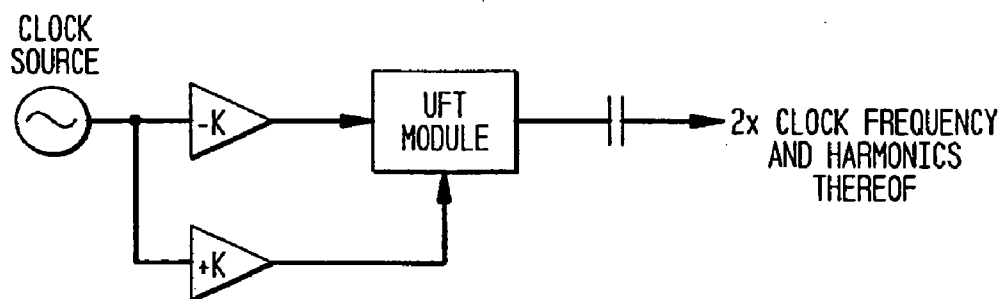 CLOCK
SOURCE
-K
UFT
MODULE
2x CLOCK FREQUENCY
AND HARMONICS
THEREOF
+K